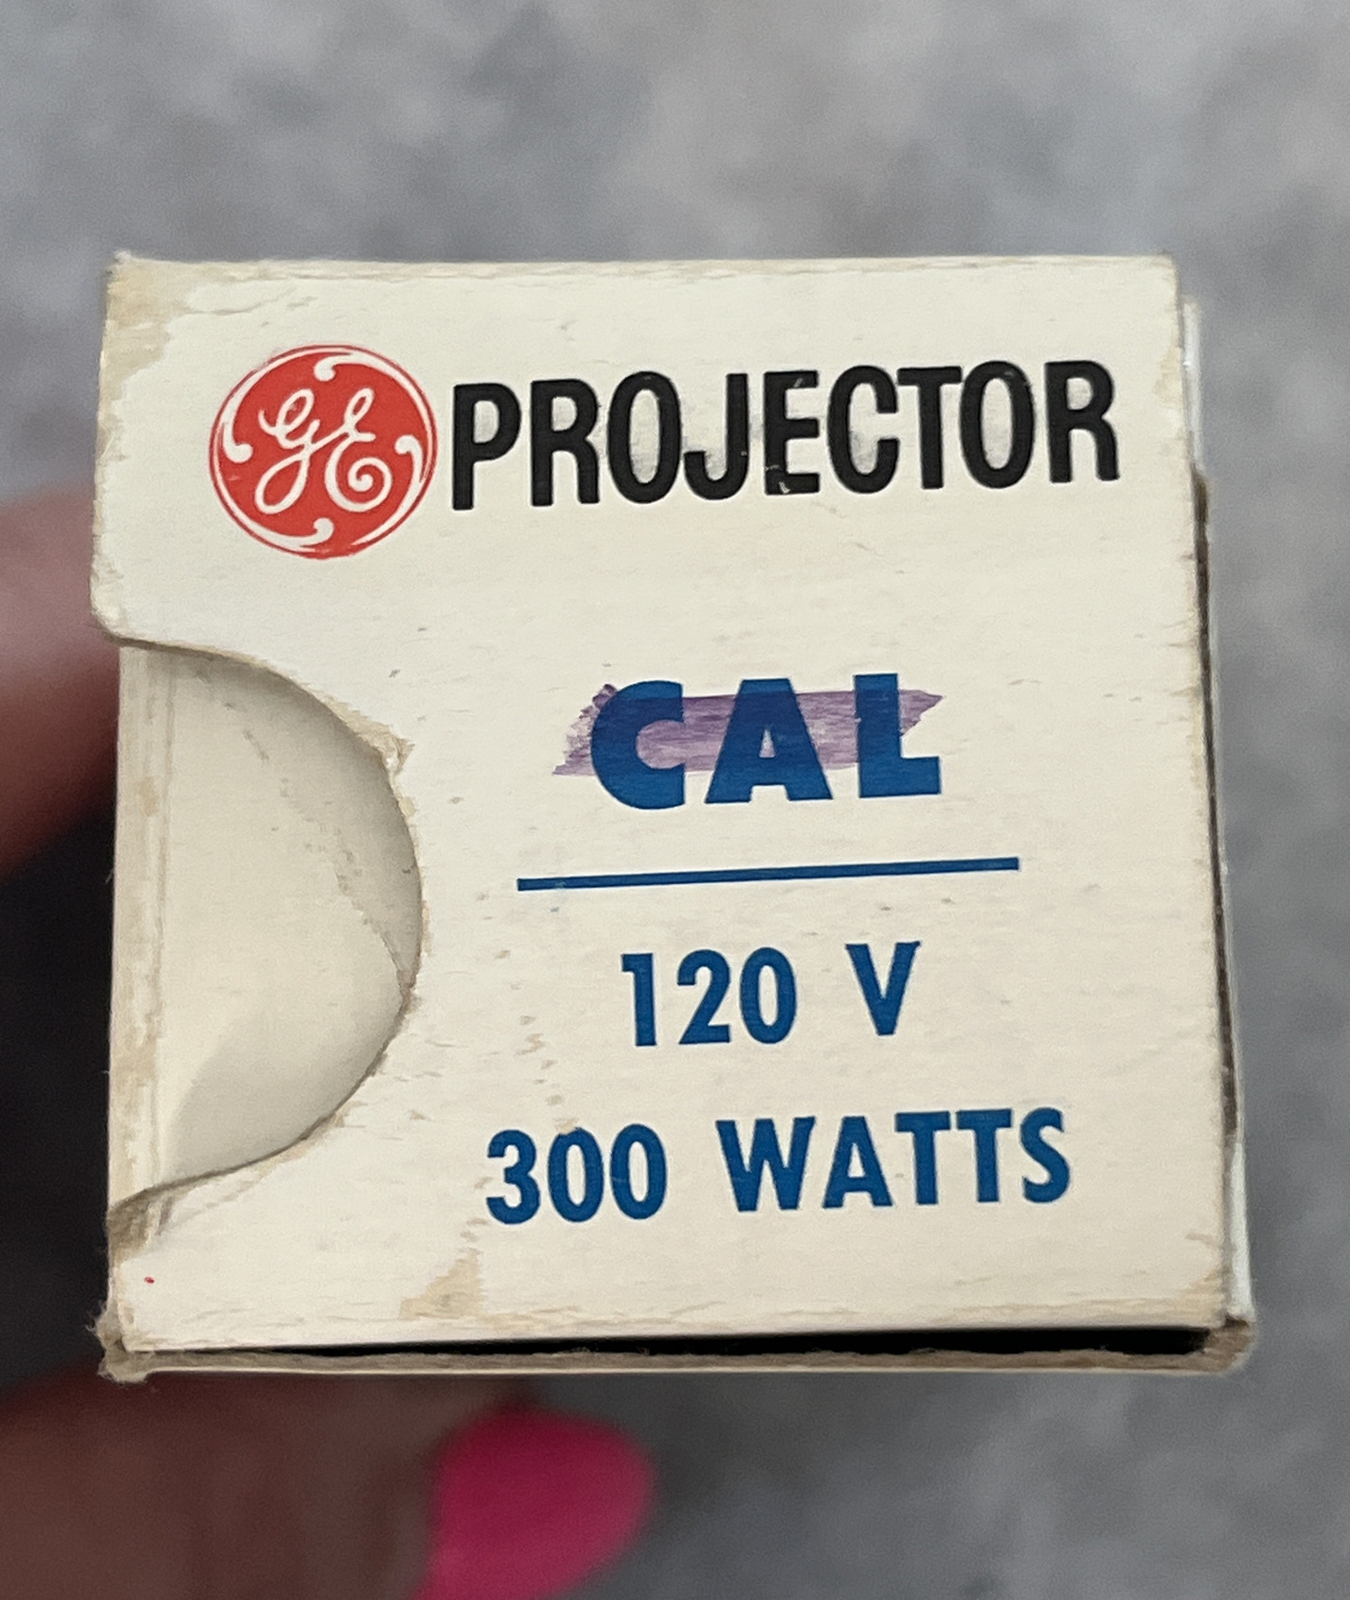 GE PROJECTOR
CAL
120 V
300 WATTS